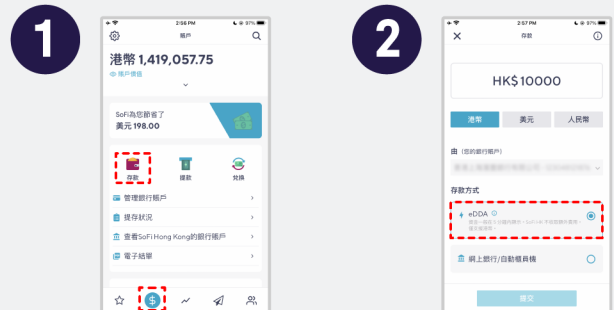 1
2:56 PM
97%
賬戶
港幣 1,419,057.75
賬戶價值
SoFi為您節省了
美元 198.00
存款
提款
兌換
管理銀行賬戶
提存狀況
查看SoFi Hong Kong的銀行賬戶
電子結單
2
2:57 PM
97%
存款
HK$10000
港幣
美元
人民幣
由 (您的銀行賬戶)
存款方式
eDDA
網上銀行/自動櫃員機
提交